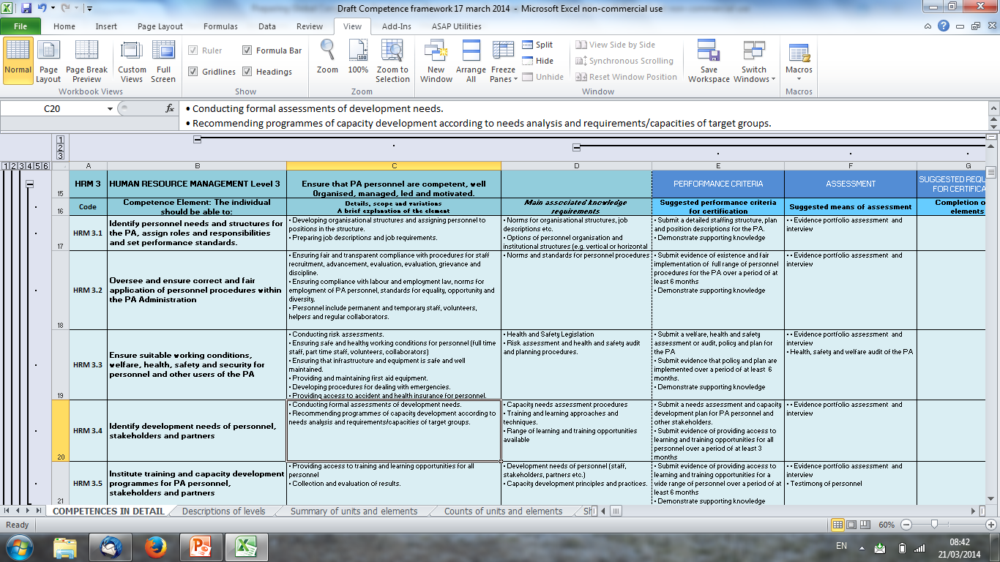 Draft Competence framework 17 march 2014 - Microsoft Excel non-commercial use
File Home Insert Page Layout Formulas Data Review View Add-Ins ASAP Utilities
Normal
Page Layout
Page Break Preview
Custom Views
Full Screen
Workbook Views
Ruler
Formula Bar
Gridlines
Headings
Show
Zoom
100%
Zoom to Selection
Zoom
New Window
Arrange All
Freeze Panes
Split
Hide
Unhide
View Side by Side
Synchronous Scrolling
Reset Window Position
Window
Save Workspace
Switch Windows
Macros
Macros
C20
fx
• Conducting formal assessments of development needs.
• Recommending programmes of capacity development according to needs analysis and requirements/capacities of target groups.
1
2
3
1 2 3 4 5 6
A B C D E F G
15
HRM 3
HUMAN RESOURCE MANAGEMENT Level 3
Ensure that PA personnel are competent, well
Organised, managed, led and motivated.
PERFORMANCE CRITERIA
ASSESSMENT
SUGGESTED REQU
FOR CERTIFICA
16
Code
Competence Element: The individual
should be able to:
Details, scope and variations
A brief explanation of the element
Main associated knowledge
requirements
Suggested performance criteria
for certification
Suggested means of assessment
Completion o
elements
17
HRM 3.1
Identify personnel needs and structures for
the PA, assign roles and responsibilities
and set performance standards.
• Developing organisational structures and assigning personnel to
positions in the structure.
• Preparing job descriptions and job requirements.
• Norms for organisational structures, job
descriptions etc.
• Options of personnel organisation and
institutional structures (e.g. vertical or horizontal
• Submit a detailed staffing structure, plan
and position descriptions for the PA.
• Demonstrate supporting knowledge
• • Evidence portfolio assessment and
interview
18
HRM 3.2
Oversee and ensure correct and fair
application of personnel procedures within
the PA Administration
• Ensuring fair and transparent compliance with procedures for staff
recruitment, advancement, evaluation, evaluation, grievance and
discipline.
• Ensuring compliance with labour and employment law, norms for
employment of PA personnel, standards for equality, opportunity and
diversity.
• Personnel include permanent and temporary staff, volunteers,
helpers and regular collaborators.
• Norms and standards for personnel procedures
• Submit evidence of existence and fair
implementation of full range of personnel
procedures for the PA over a period of at
least 6 months
• Demonstrate supporting knowledge
• • Evidence portfolio assessment and
interview
19
HRM 3.3
Ensure suitable working conditions,
welfare, health, safety and security for
personnel and other users of the PA
• Conducting risk assessments.
• Ensuring safe and healthy working conditions for personnel (full time
staff, part time staff, volunteers, collaborators)
• Ensuring that infrastructure and equipment is safe and well
maintained.
• Providing and maintaining first aid equipment.
• Developing procedures for dealing with emergencies.
• Providing access to accident and health insurance for personnel.
• Health and Safety Legislation
• Risk assessment and health and safety audit
and planning procedures.
• Submit a welfare, health and safety
assessment or audit, policy and plan for
the PA
• Submit evidence that policy and plan are
implemented over a period of at least 6
months.
• Demonstrate supporting knowledge
• • Evidence portfolio assessment and
interview
• Health, safety and welfare audit of the PA
20
HRM 3.4
Identify development needs of personnel,
stakeholders and partners
• Conducting formal assessments of development needs.
• Recommending programmes of capacity development according to
needs analysis and requirements/capacities of target groups.
• Capacity needs assessment procedures
• Training and learning approaches and
techniques.
• Range of learning and training opportunities
available
• Submit a needs assessment and capacity
development plan for PA personnel and
other stakeholders.
• Submit evidence of providing access to
learning and training opportunities for all
personnel over a period of at least 3
months
• • Evidence portfolio assessment and
interview
21
HRM 3.5
Institute training and capacity development
programmes for PA personnel,
stakeholders and partners
• Providing access to training and learning opportunities for all
personnel
• Collection and evaluation of results.
• Development needs of personnel (staff,
stakeholders, partners etc.)
• Capacity development principles and practices.
• Submit evidence of providing access to
learning and training opportunities for a
wide range of personnel over a period of at
least 6 months
• Demonstrate supporting knowledge
• • Evidence portfolio assessment and
interview
• Testimony of personnel
COMPETENCES IN DETAIL Descriptions of levels Summary of units and elements Counts of units and elements Sh
Ready
60%
EN
08:42
21/03/2014